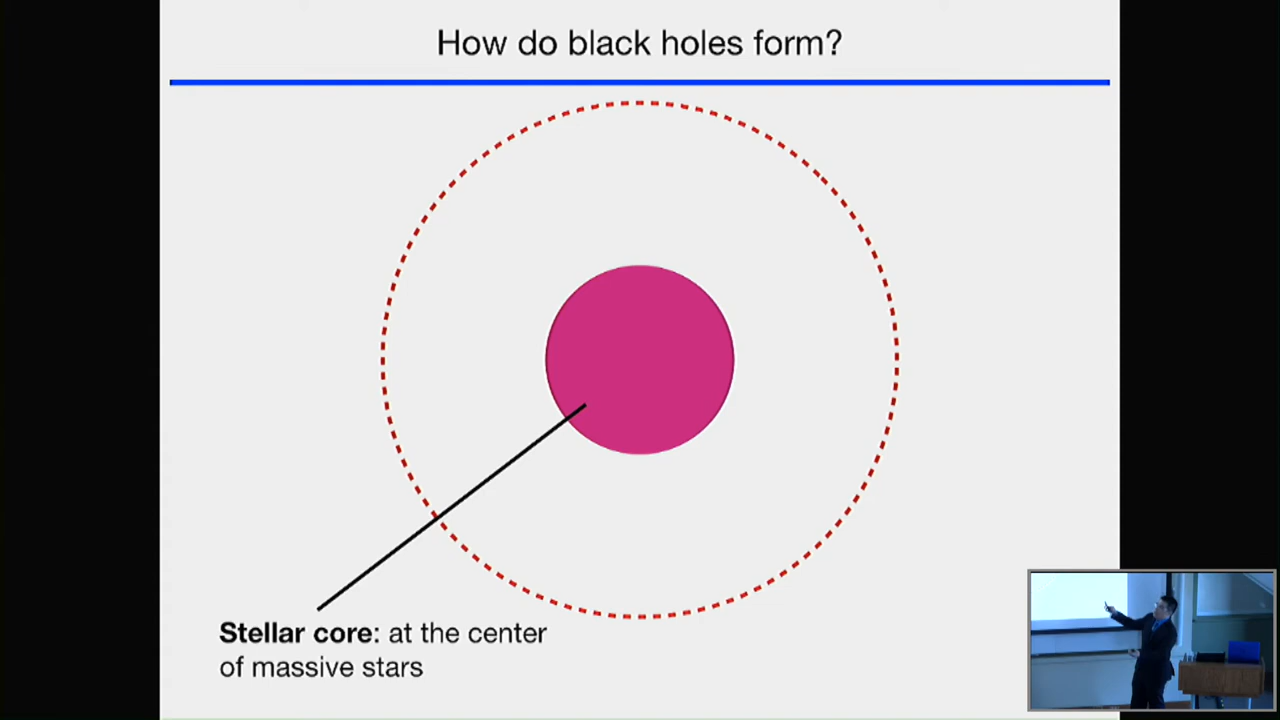 How do black holes form?
Stellar core: at the center
of massive stars